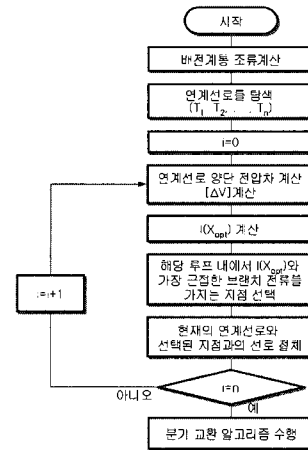 시작
배전계통 조류계산
연계선로를 탐색
(T₁, T₂, . . . , Tₙ)
i=0
연계선로 양단 전압차 계산
[ΔV]계산
I(Xₒₚₜ) 계산
해당 루프 내에서 I(Xₒₚₜ)와
가장 근접한 브랜치 전류를
가지는 지점 선택
현재의 연계선로와
선택된 지점과의 선로 절체
i=i+1
i=n
아니오
예
분기 교환 알고리즘 수행